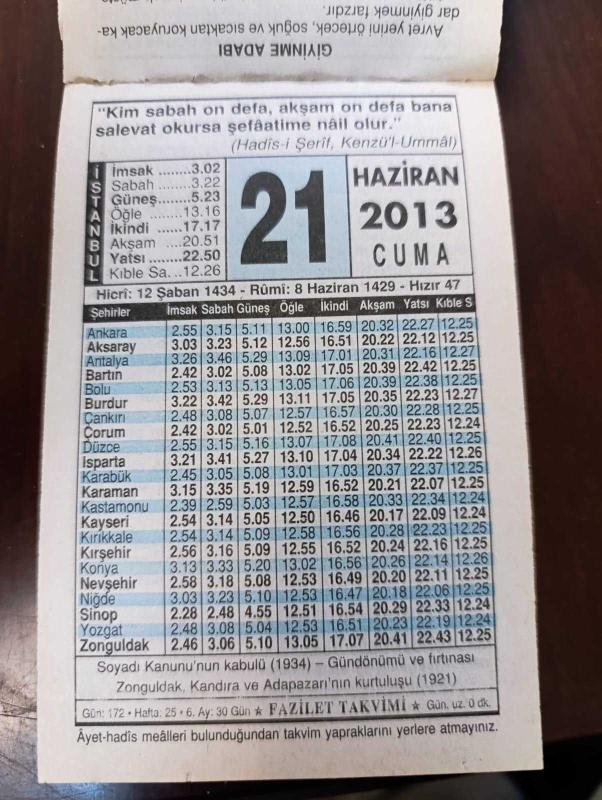 dar giyinmek farzdır.
Avret yerini örtecek, soğuk ve sıcaktan koruyacak ka-
GİYİNME ADABI
"Kim sabah on defa, akşam on defa bana
salevat okursa şefâatime nâil olur."
(Hadîs-i Şerîf, Kenzü'l-Ummâl)
İSTANBUL
İmsak ........3.02
Sabah ........3.22
Güneş ........5.23
Öğle ........13.16
İkindi ......17.17
Akşam ....20.51
Yatsı .......22.50
Kıble Sa. ..12.26
21
HAZİRAN
2013
CUMA
Hicrî: 12 Şaban 1434 - Rûmî: 8 Haziran 1429 - Hızır 47
Şehirler İmsak Sabah Güneş Öğle İkindi Akşam Yatsı Kıble S
Ankara 2.55 3.15 5.11 13.00 16.59 20.32 22.27 12.25
Aksaray 3.03 3.23 5.12 12.56 16.51 20.22 22.12 12.25
Antalya 3.26 3.46 5.29 13.09 17.01 20.31 22.16 12.27
Bartın 2.42 3.02 5.08 13.02 17.05 20.39 22.42 12.25
Bolu 2.53 3.13 5.13 13.05 17.06 20.39 22.38 12.25
Burdur 3.22 3.42 5.29 13.11 17.05 20.35 22.23 12.27
Çankırı 2.48 3.08 5.07 12.57 16.57 20.30 22.28 12.25
Çorum 2.42 3.02 5.01 12.52 16.52 20.25 22.23 12.24
Düzce 2.55 3.15 5.16 13.07 17.08 20.41 22.40 12.25
Isparta 3.21 3.41 5.27 13.10 17.04 20.34 22.22 12.26
Karabük 2.45 3.05 5.08 13.01 17.03 20.37 22.37 12.25
Karaman 3.15 3.35 5.19 12.59 16.52 20.21 22.07 12.25
Kastamonu 2.39 2.59 5.03 12.57 16.58 20.33 22.34 12.24
Kayseri 2.54 3.14 5.05 12.50 16.46 20.17 22.09 12.24
Kırıkkale 2.54 3.14 5.09 12.58 16.56 20.28 22.23 12.25
Kırşehir 2.56 3.16 5.09 12.55 16.52 20.24 22.16 12.25
Konya 3.13 3.33 5.20 13.02 16.56 20.26 22.14 12.26
Nevşehir 2.58 3.18 5.08 12.53 16.49 20.20 22.11 12.25
Niğde 3.03 3.23 5.10 12.53 16.47 20.18 22.06 12.25
Sinop 2.28 2.48 4.55 12.51 16.54 20.29 22.33 12.24
Yozgat 2.48 3.08 5.04 12.53 16.51 20.23 22.19 12.24
Zonguldak 2.46 3.06 5.10 13.05 17.07 20.41 22.43 12.25
Soyadı Kanunu'nun kabulü (1934) – Gündönümü ve fırtınası
Zonguldak, Kandıra ve Adapazarı'nın kurtuluşu (1921)
Gün: 172 • Hafta: 25 • 6. Ay: 30 Gün ★ FAZİLET TAKVİMİ ★ Gün. uz. 0 dk.
Âyet-hadîs meâlleri bulunduğundan takvim yapraklarını yerlere atmayınız.